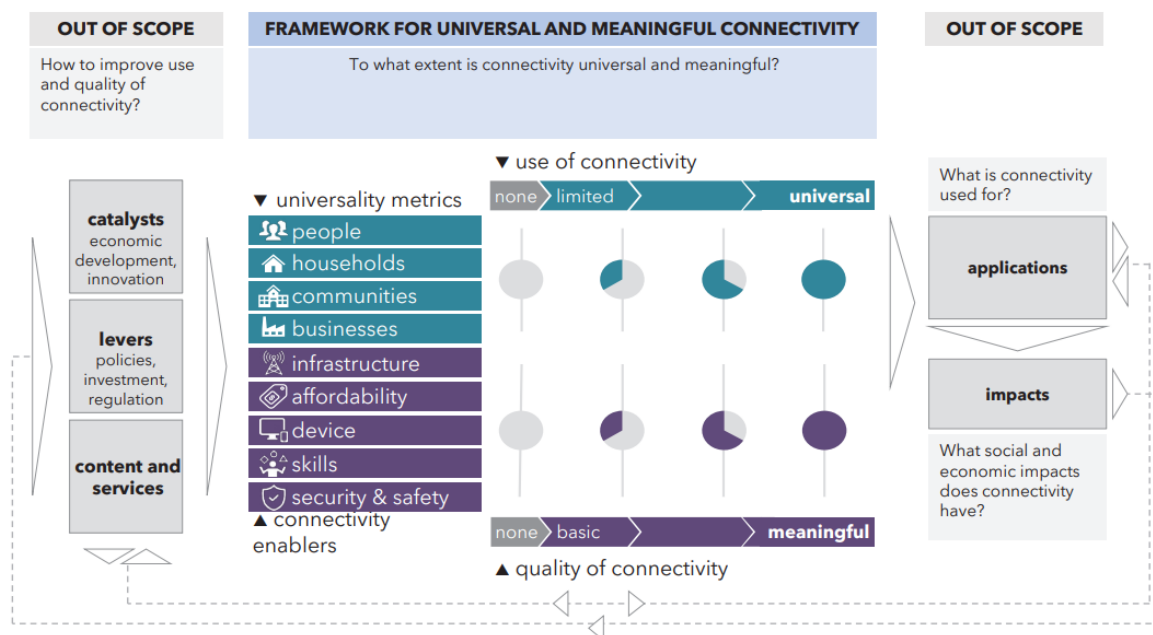 OUT OF SCOPE
How to improve use
and quality of
connectivity?
FRAMEWORK FOR UNIVERSAL AND MEANINGFUL CONNECTIVITY
To what extent is connectivity universal and meaningful?
OUT OF SCOPE
catalysts
economic
development,
innovation
levers
policies,
investment,
regulation
content and
services
▼ universality metrics
people
households
communities
businesses
infrastructure
affordability
device
skills
security & safety
▲ connectivity
enablers
▼ use of connectivity
none limited universal
none basic meaningful
▲ quality of connectivity
What is connectivity
used for?
applications
impacts
What social and
economic impacts
does connectivity
have?